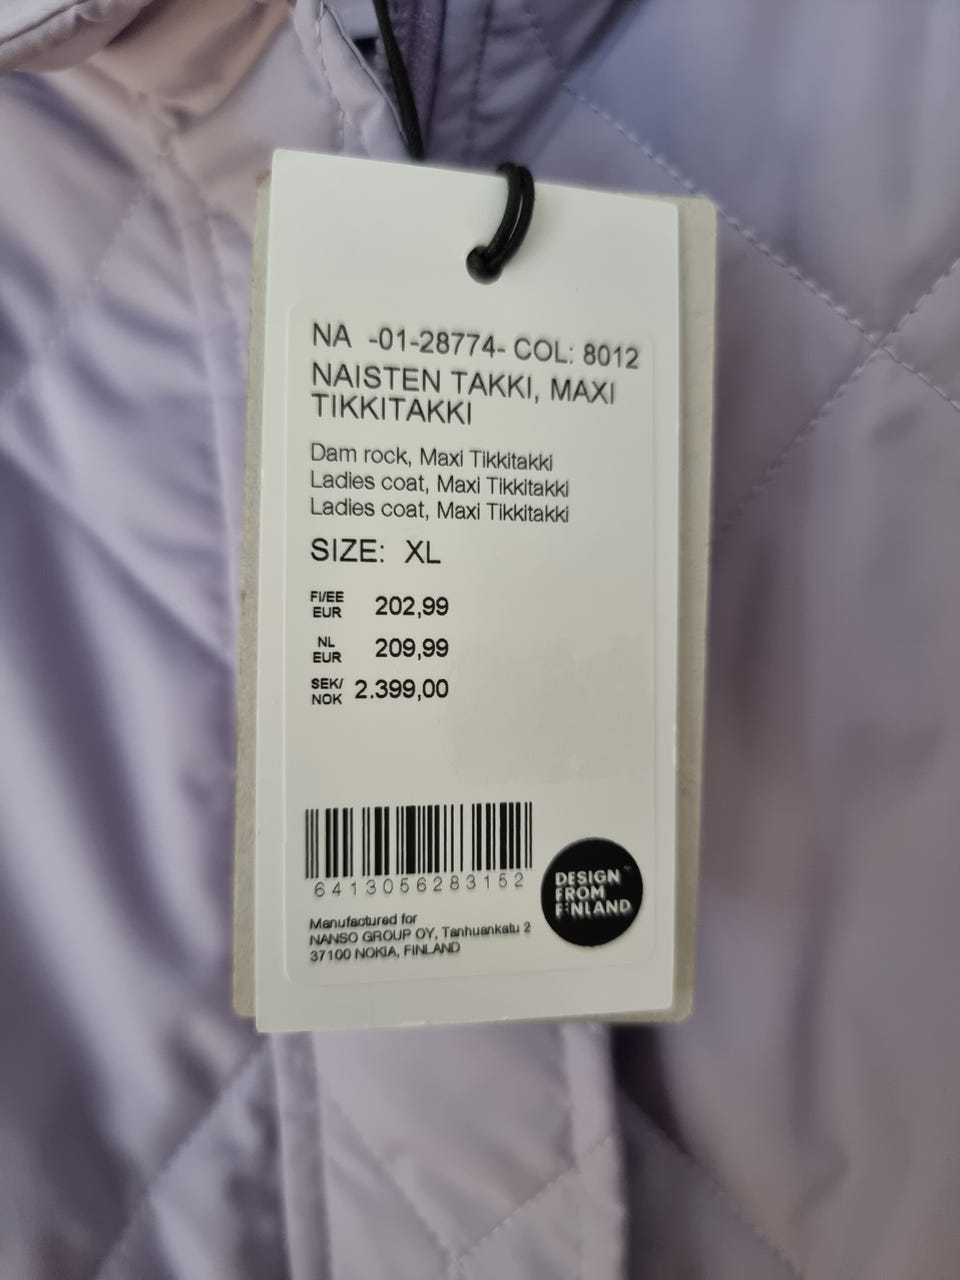 NA -01-28774- COL: 8012
NAISTEN TAKKI, MAXI
TIKKITAKKI
Dam rock, Maxi Tikkitakki
Ladies coat, Maxi Tikkitakki
Ladies coat, Maxi Tikkitakki
SIZE: XL
FI/EE EUR 202,99
NL EUR 209,99
SEK/ NOK 2.399,00
6413056283152
DESIGN
FROM
FINLAND
Manufactured for
NANSO GROUP OY, Tanhuankatu 2
37100 NOKIA, FINLAND